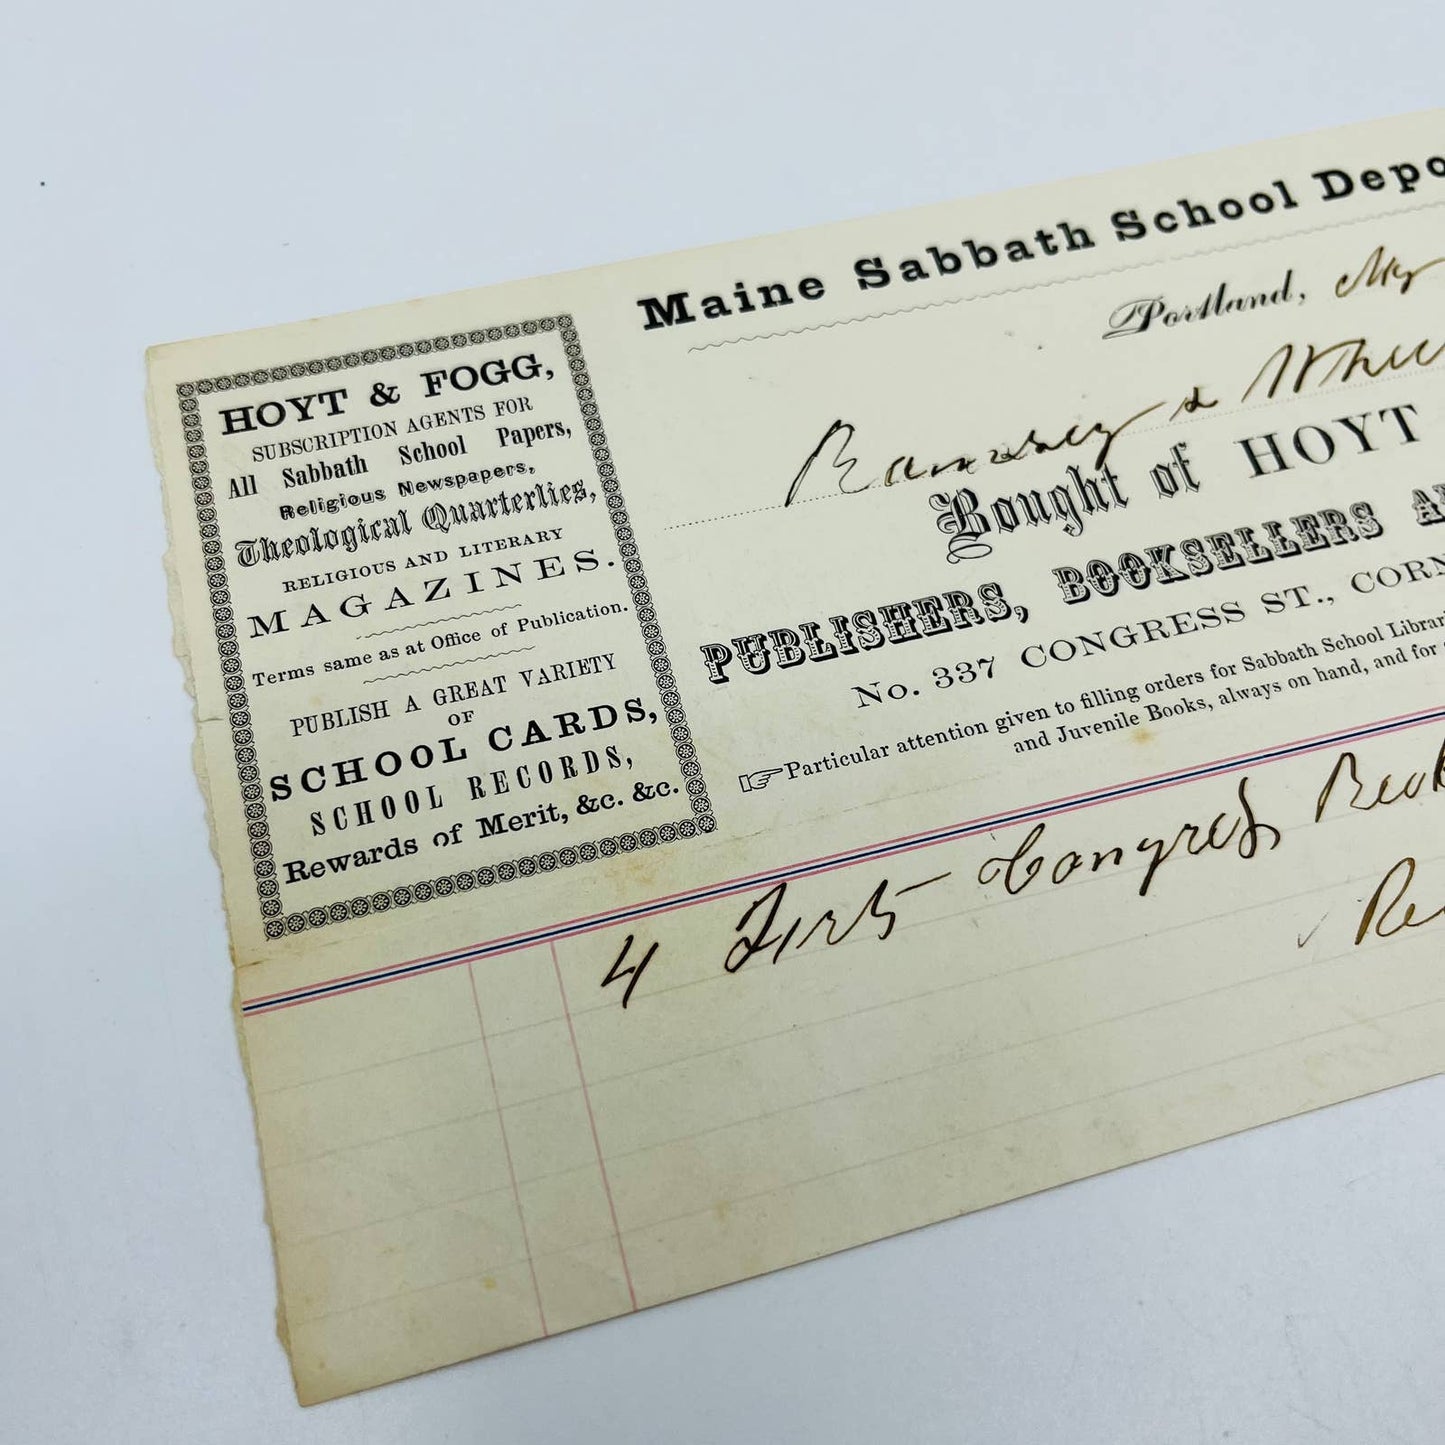 HOYT & FOGG,
SUBSCRIPTION AGENTS FOR
All Sabbath School Papers,
Religious Newspapers,
Theological Quarterlies,
RELIGIOUS AND LITERARY
MAGAZINES.
Terms same as at Office of Publication.
PUBLISH A GREAT VARIETY
OF
SCHOOL CARDS,
SCHOOL RECORDS,
Rewards of Merit, &c. &c.
Maine Sabbath School Depo
Portland,
Ramsey &
Bought of HOYT
PUBLISHERS, BOOKSELLERS
No. 337 CONGRESS ST., CORN
Particular attention given to filling orders for Sabbath School Librari
and Juvenile Books, always on hand, and for
4 Congress